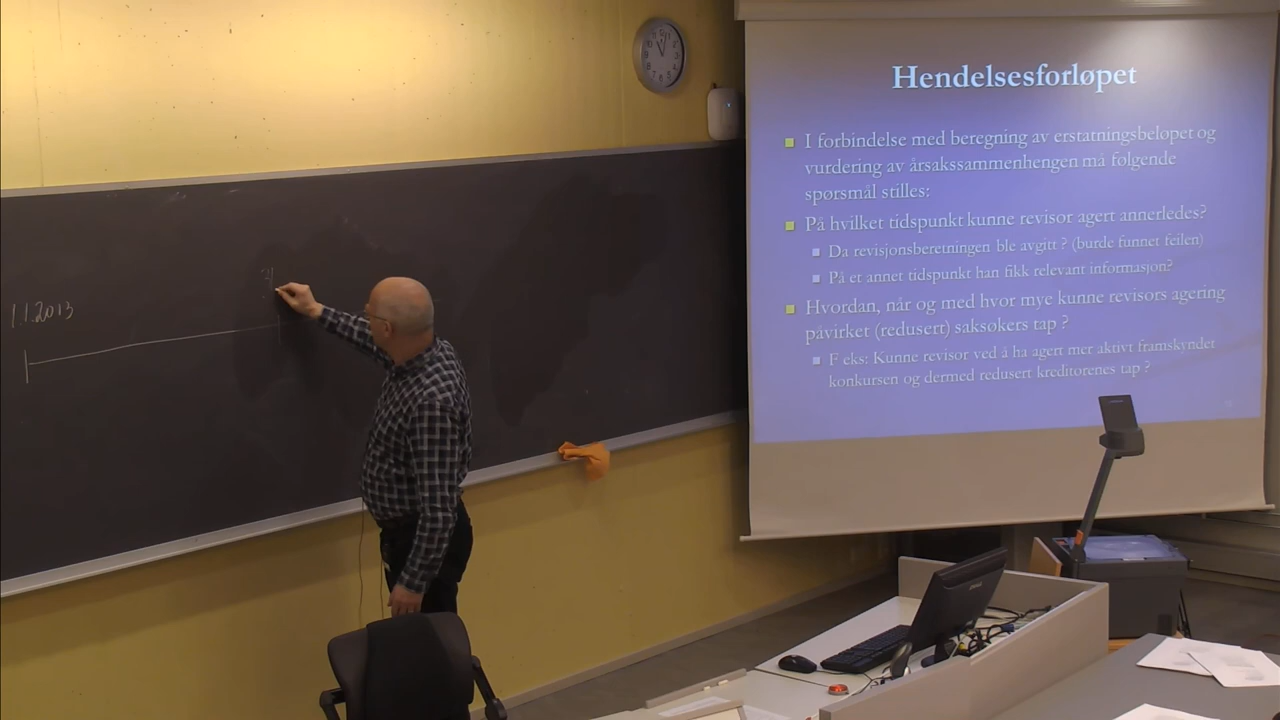 1.1.2013
Hendelsesforløpet
I forbindelse med beregning av erstatningsbeløpet og
vurdering av årsakssammenhengen må følgende
spørsmål stilles:
På hvilket tidspunkt kunne revisor agert annerledes?
Da revisjonsberetningen ble avgitt ? (burde funnet feilen)
På et annet tidspunkt han fikk relevant informasjon?
Hvordan, når og med hvor mye kunne revisors agering
påvirket (redusert) saksøkers tap ?
F eks: Kunne revisor ved å ha agert mer aktivt framskyndet
konkursen og dermed redusert kreditorenes tap ?